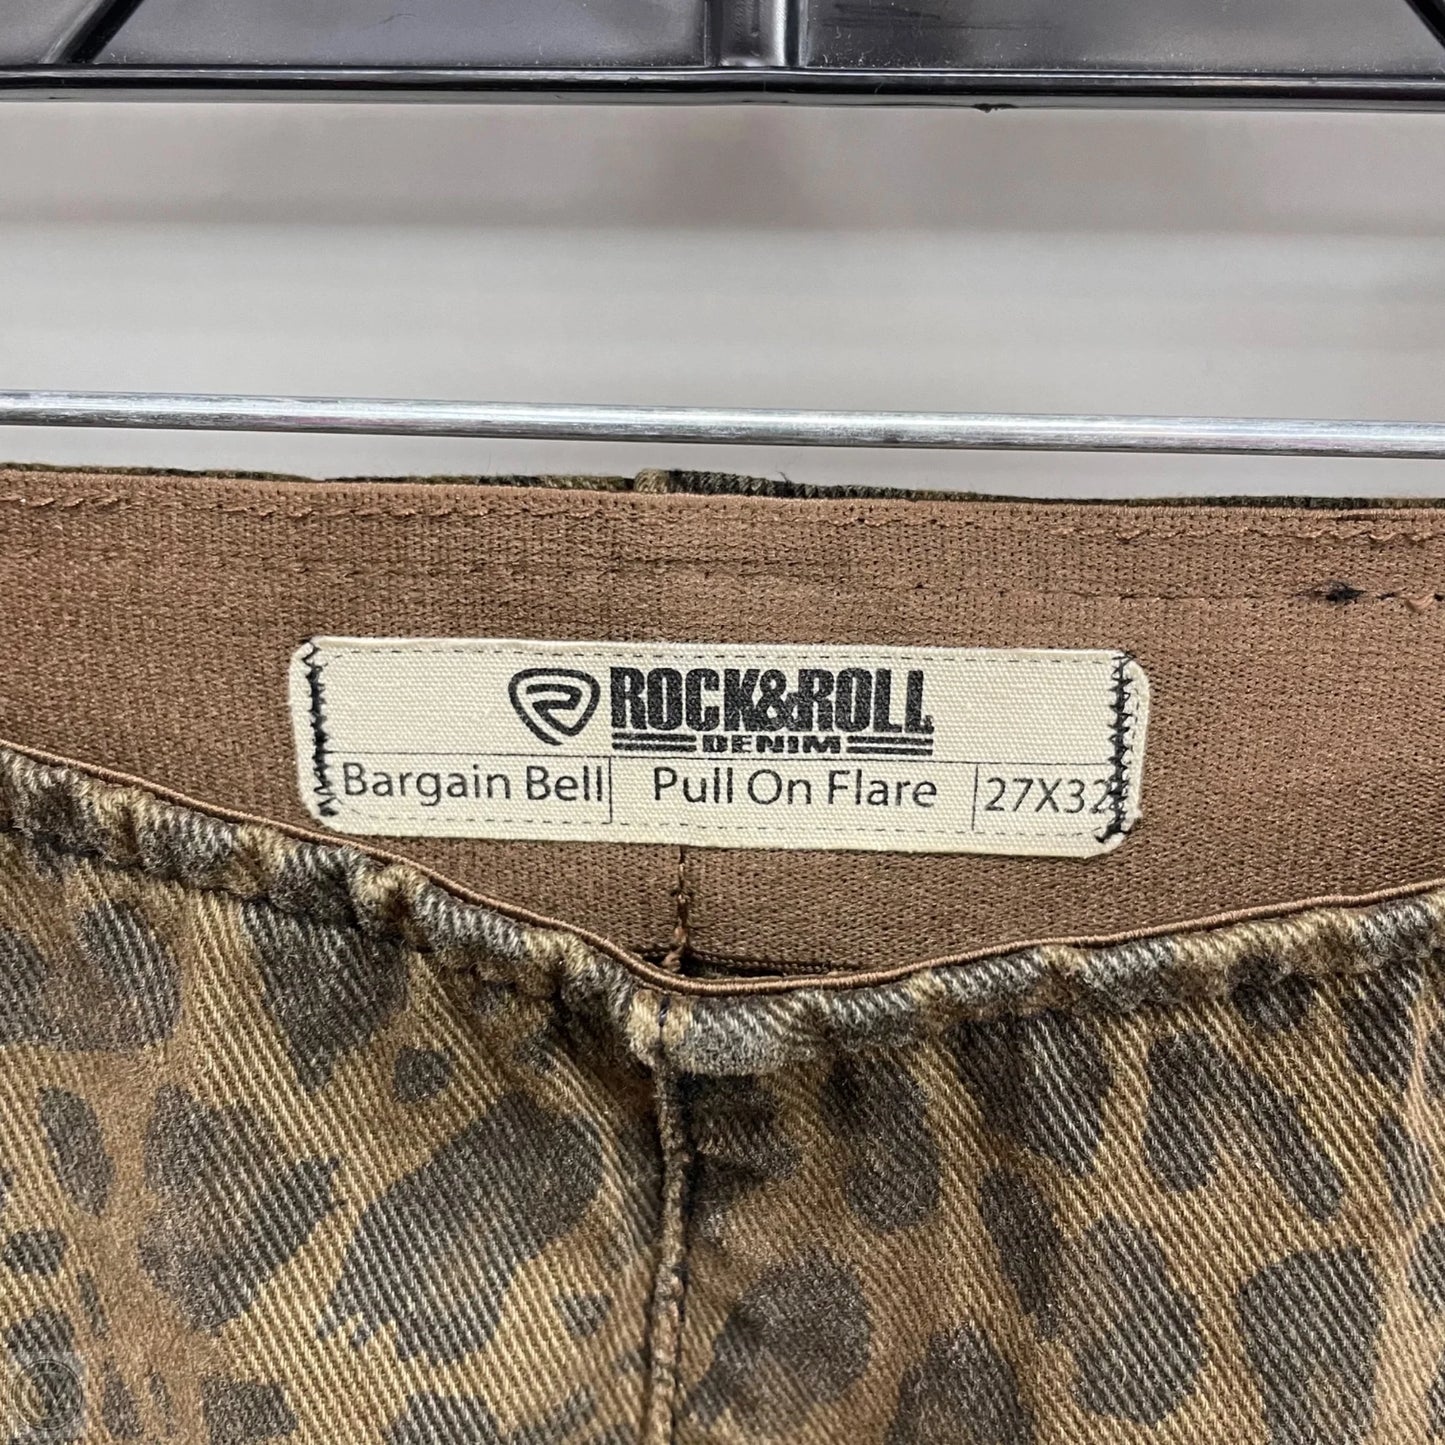 ROCK&ROLL
DENIM
Bargain Bell Pull On Flare 27X32